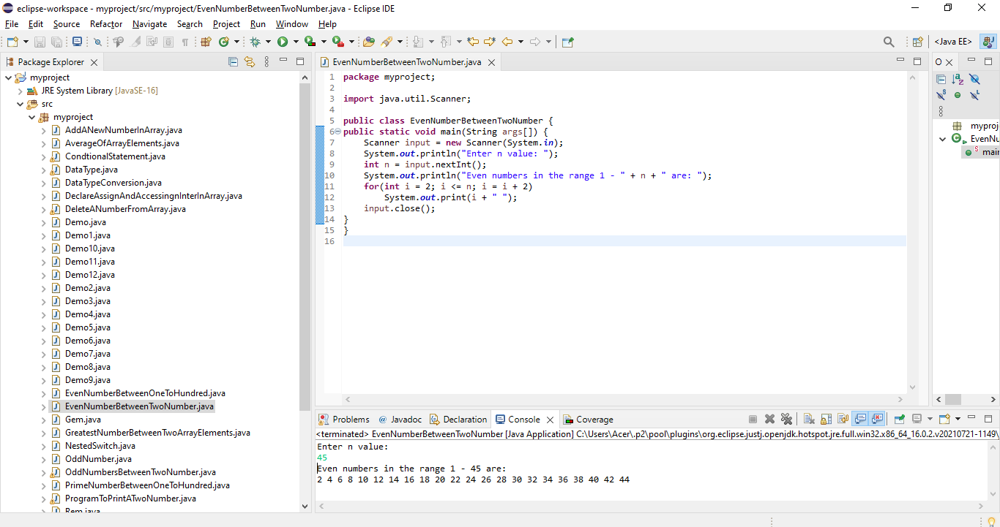 eclipse-workspace - myproject/src/myproject/EvenNumberBetweenTwoNumber.java - Eclipse IDE
File Edit Source Refactor Navigate Search Project Run Window Help
<Java EE>
Package Explorer
myproject
JRE System Library [JavaSE-16]
src
myproject
AddANewNumberInArray.java
AverageOfArrayElements.java
CondtionalStatement.java
DataType.java
DataTypeConversion.java
DeclareAssignAndAccessingnInterInArray.java
DeleteANumberFromArray.java
Demo.java
Demo1.java
Demo10.java
Demo11.java
Demo12.java
Demo2.java
Demo3.java
Demo4.java
Demo5.java
Demo6.java
Demo7.java
Demo8.java
Demo9.java
EvenNumberBetweenOneToHundred.java
EvenNumberBetweenTwoNumber.java
Gem.java
GreatestNumberBetweenTwoArrayElements.java
NestedSwitch.java
OddNumber.java
OddNumbersBetweenTwoNumber.java
PrimeNumberBetweenOneToHundred.java
ProgramToPrintATwoNumber.java
Rem.java
EvenNumberBetweenTwoNumber.java
1 package myproject;
2
3 import java.util.Scanner;
4
5 public class EvenNumberBetweenTwoNumber {
6 public static void main(String args[]) {
7 Scanner input = new Scanner(System.in);
8 System.out.println("Enter n value: ");
9 int n = input.nextInt();
10 System.out.println("Even numbers in the range 1 - " + n + " are: ");
11 for(int i = 2; i <= n; i = i + 2)
12 System.out.print(i + " ");
13 input.close();
14 }
15 }
16
O
myproj
EvenNu
main
Problems @ Javadoc Declaration Console Coverage
<terminated> EvenNumberBetweenTwoNumber [Java Application] C:\Users\Acer\.p2\pool\plugins\org.eclipse.justj.openjdk.hotspot.jre.full.win32.x86_64_16.0.2.v20210721-1149\
Enter n value:
45
Even numbers in the range 1 - 45 are:
2 4 6 8 10 12 14 16 18 20 22 24 26 28 30 32 34 36 38 40 42 44